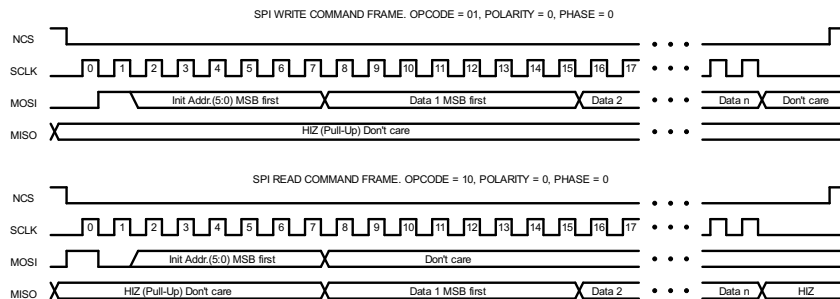 SPI WRITE COMMAND FRAME. OPCODE = 01, POLARITY = 0, PHASE = 0
NCS
SCLK 0 1 2 3 4 5 6 7 8 9 10 11 12 13 14 15 16 17
MOSI Init Addr.(5:0) MSB first Data 1 MSB first Data 2 Data n Don't care
MISO HIZ (Pull-Up) Don't care
SPI READ COMMAND FRAME. OPCODE = 10, POLARITY = 0, PHASE = 0
NCS
SCLK 0 1 2 3 4 5 6 7 8 9 10 11 12 13 14 15 16 17
MOSI Init Addr.(5:0) MSB first Don't care
MISO HIZ (Pull-Up) Don't care Data 1 MSB first Data 2 Data n HIZ